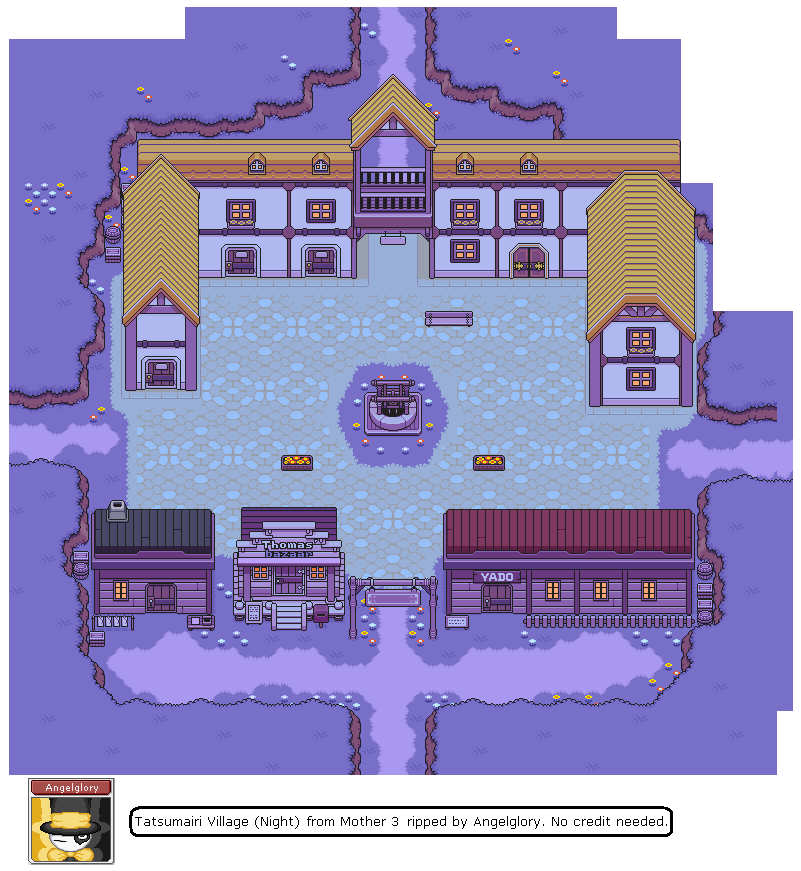 Thomas'
bazaar
YADO
Angelglory
Tatsumairi Village (Night) from Mother 3 ripped by Angelglory. No credit needed.